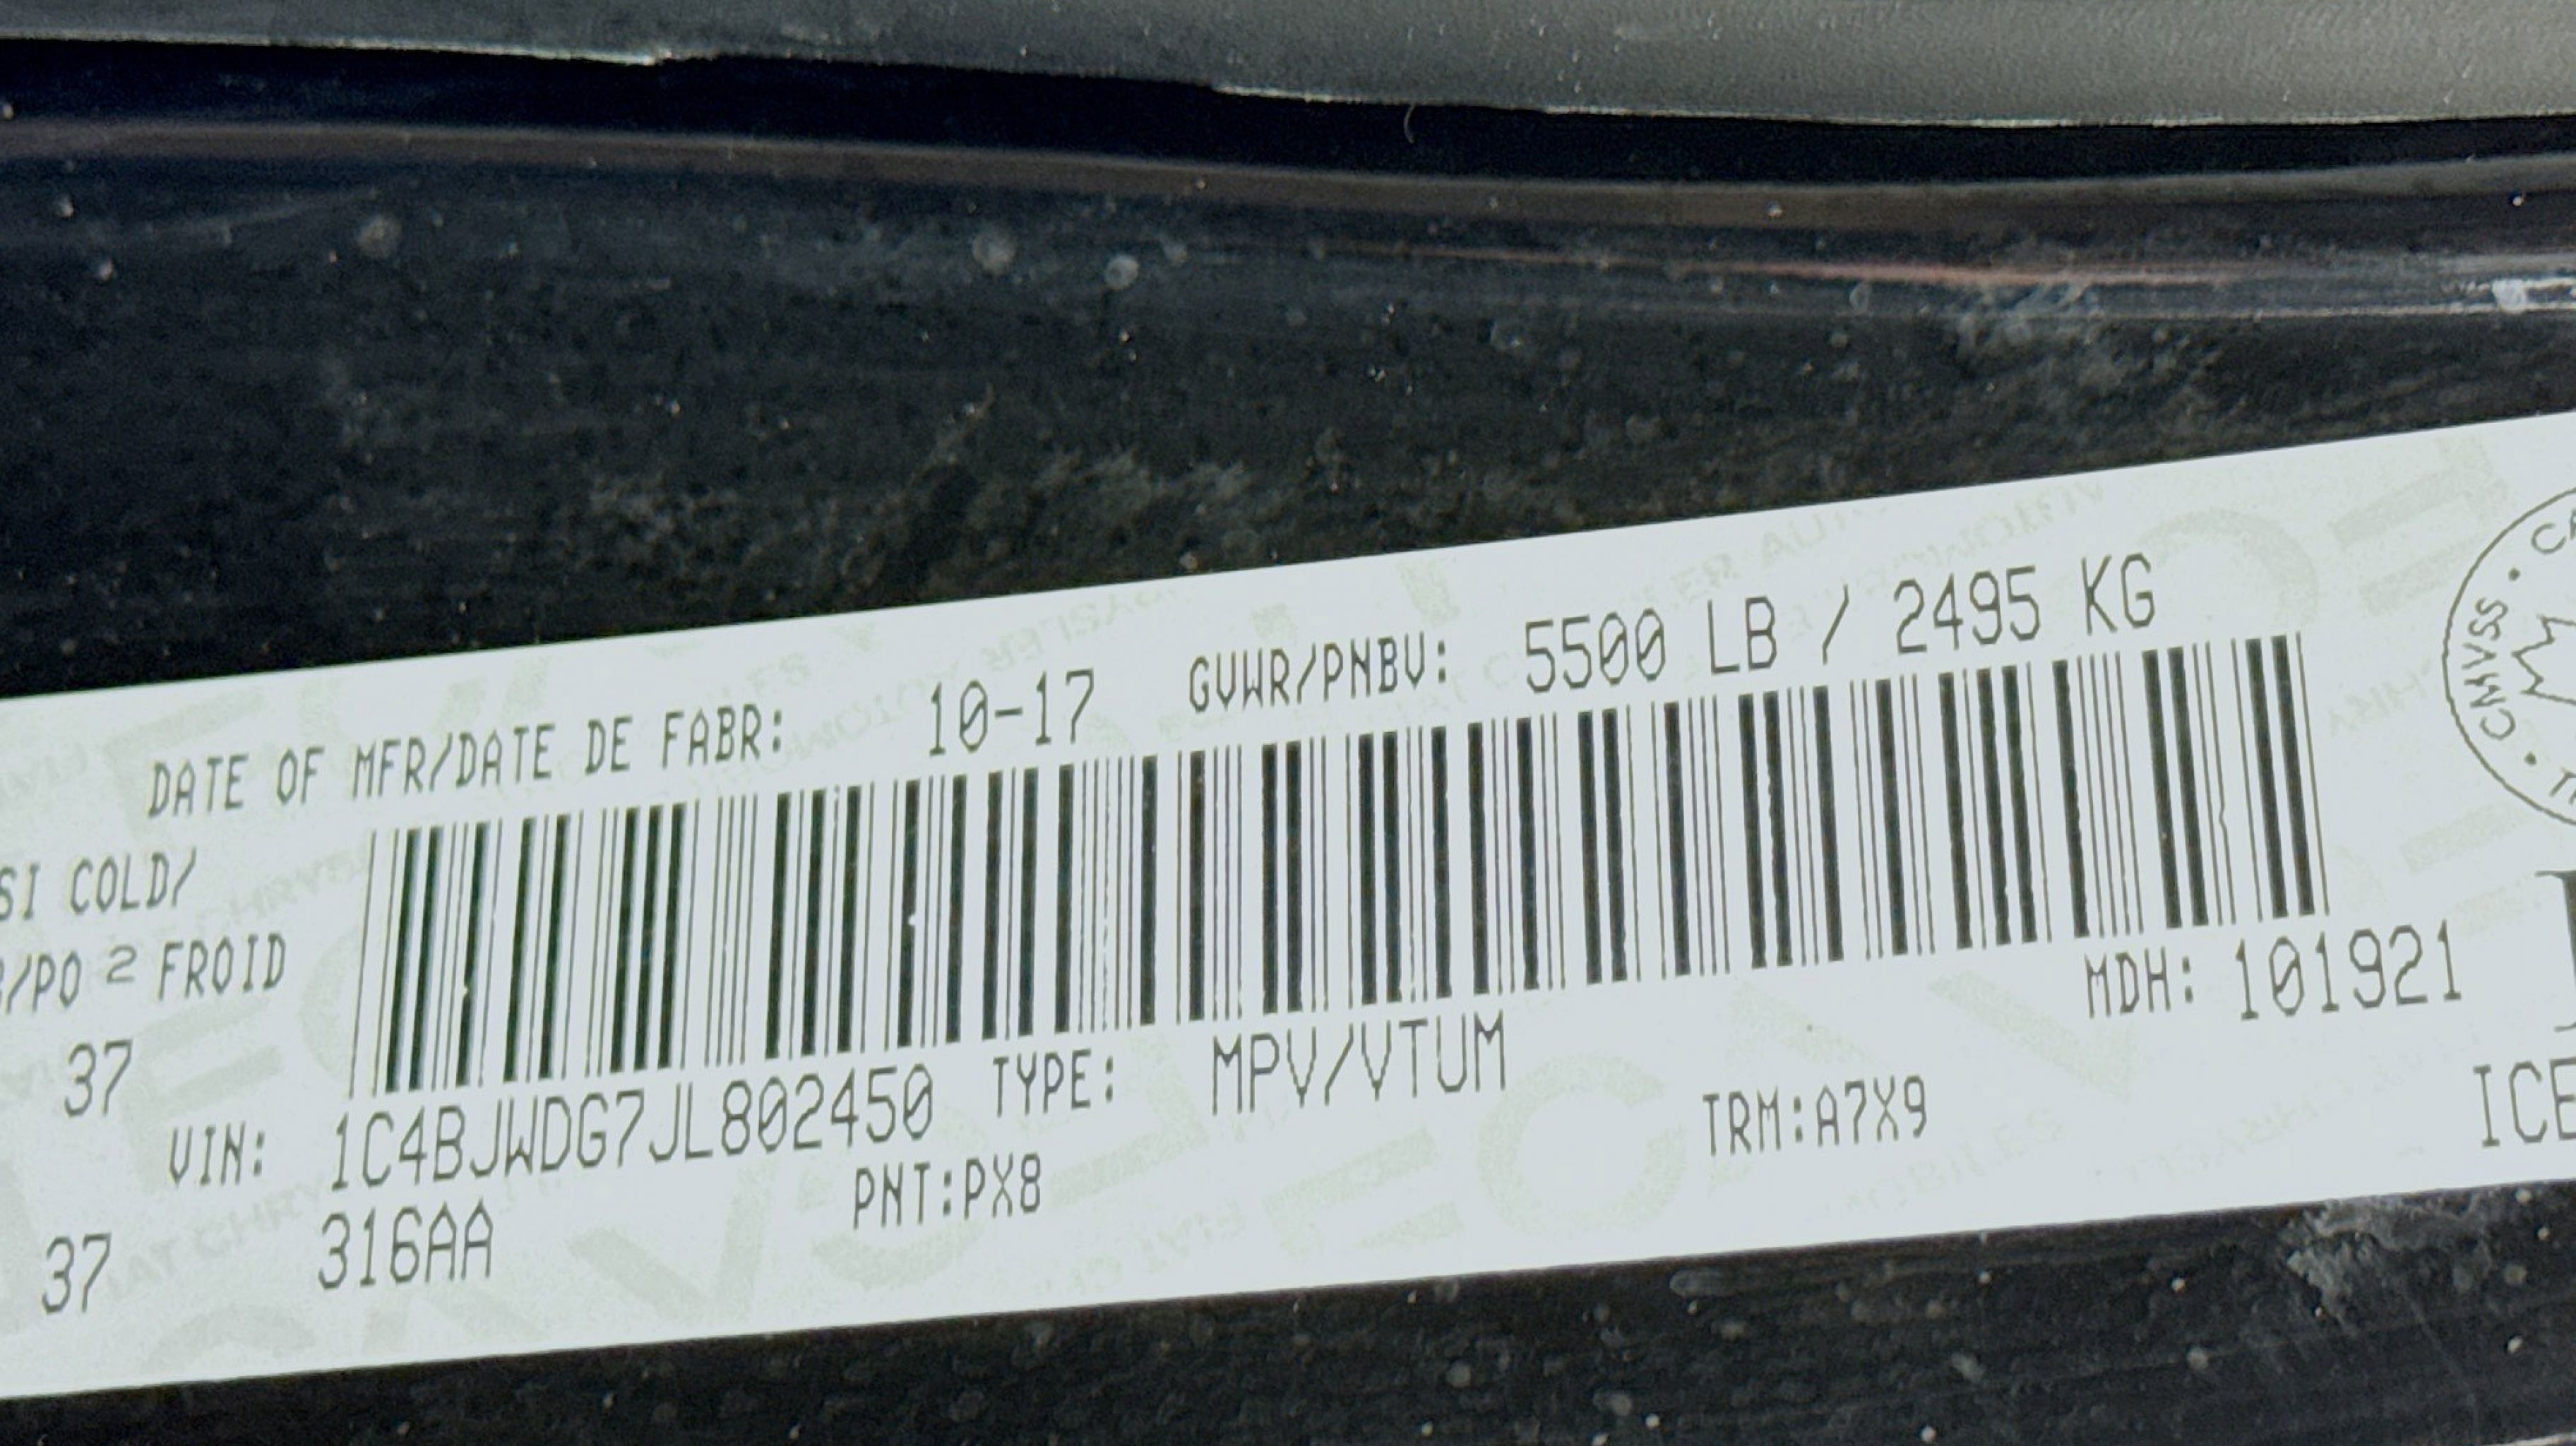 DATE OF MFR/DATE DE FABR: 10-17 GVWR/PNBV: 5500 LB / 2495 KG
SI COLD/
/PO 2 FROID
37
MDH: 101921
VIN: 1C4BJWDG7JL802450 TYPE: MPV/VTUM
TRM:A7X9
ICE
37
316AA
PNT:PX8
CMVSS